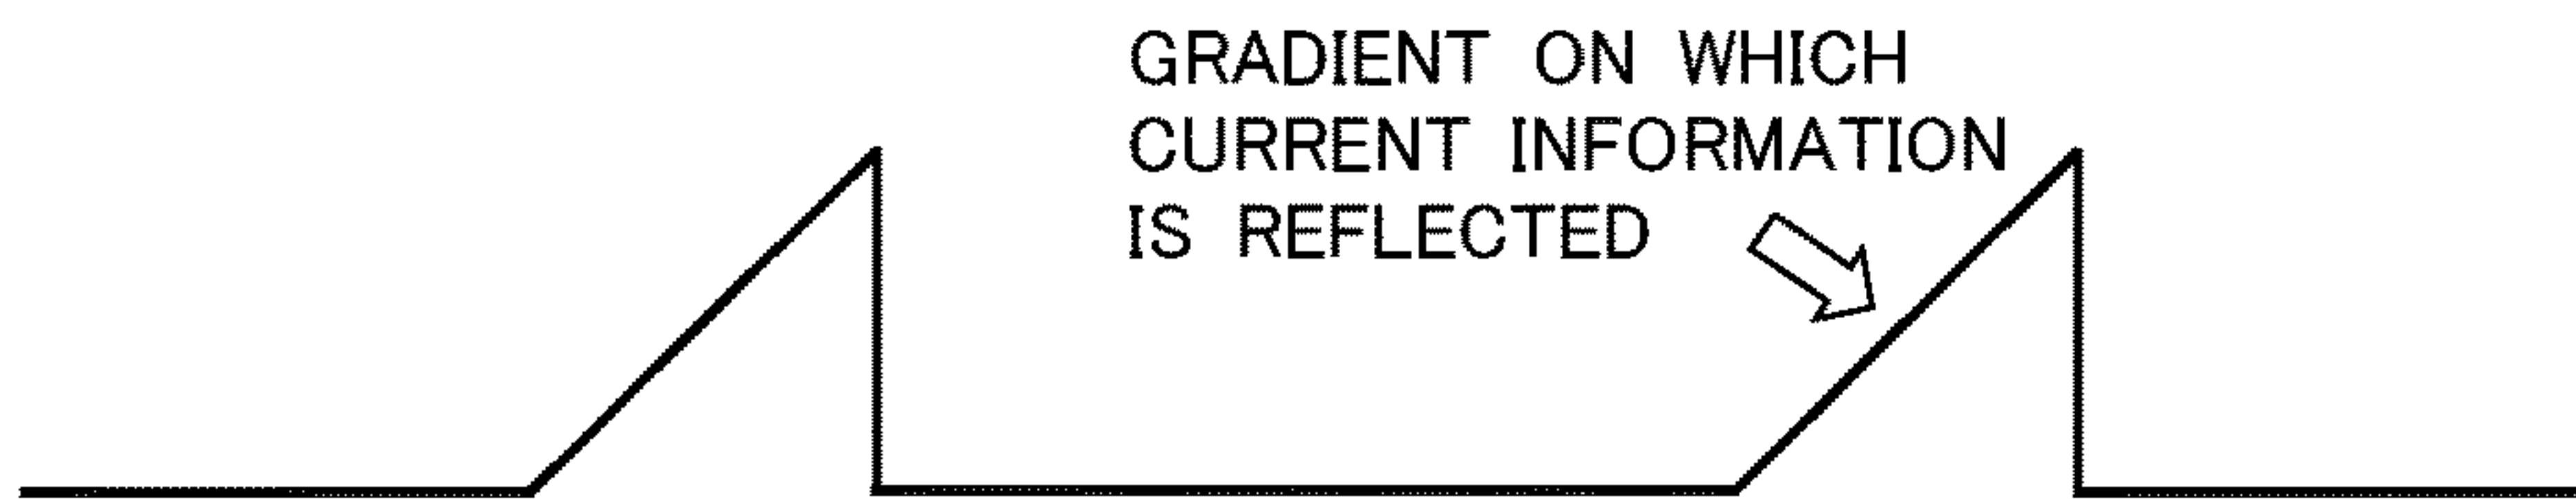 GRADIENT ON WHICH
CURRENT INFORMATION
IS REFLECTED